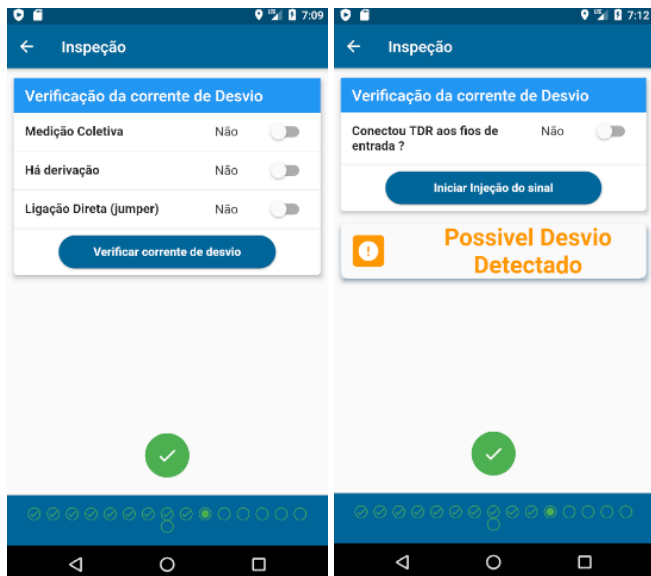 7:09
Inspeção
Verificação da corrente de Desvio
Medição Coletiva Não
Há derivação Não
Ligação Direta (jumper) Não
Verificar corrente de desvio
7:12
Inspeção
Verificação da corrente de Desvio
Conectou TDR aos fios de Não
entrada ?
Iniciar Injeção do sinal
Possivel Desvio
Detectado